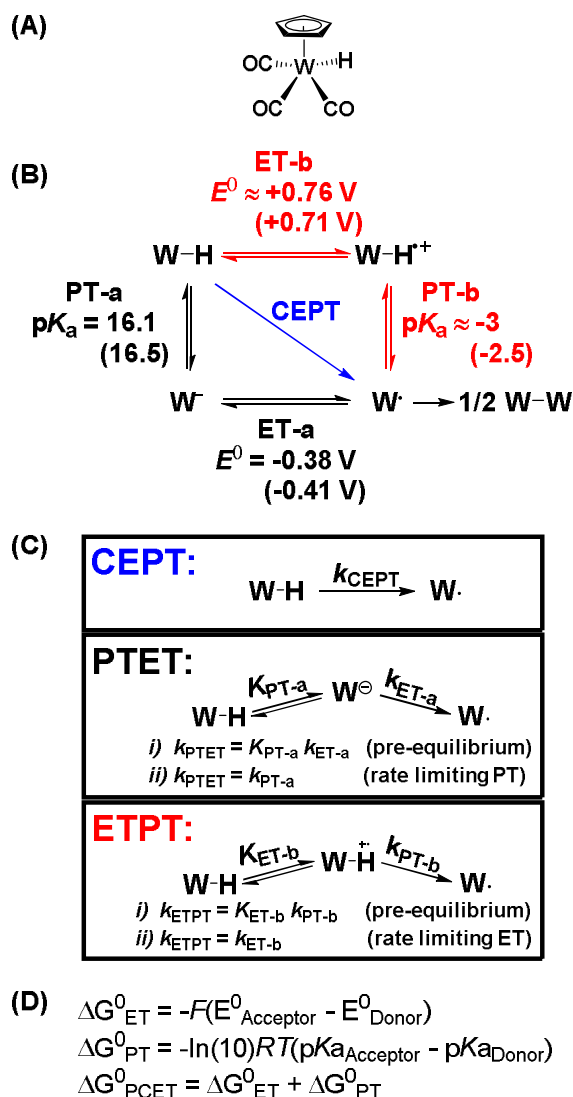 (A)
OC W H
OC CO
(B)
ET-b
E⁰ ≈ +0.76 V
(+0.71 V)
W-H W-H•+
PT-a
pKa = 16.1
(16.5)
CEPT
PT-b
pKa ≈ -3
(-2.5)
W⁻ W· 1/2 W-W
ET-a
E⁰ = -0.38 V
(-0.41 V)
(C)
CEPT:
W-H kCEPT W·
PTET:
W-H KPT-a W⊖ kET-a W·
i) kPTET = KPT-a kET-a (pre-equilibrium)
ii) kPTET = kPT-a (rate limiting PT)
ETPT:
W-H KET-b W-H+· kPT-b W·
i) kETPT = KET-b kPT-b (pre-equilibrium)
ii) kETPT = kET-b (rate limiting ET)
(D)
ΔG⁰ET = -F(E⁰Acceptor - E⁰Donor)
ΔG⁰PT = -ln(10)RT(pKaAcceptor - pKaDonor)
ΔG⁰PCET = ΔG⁰ET + ΔG⁰PT